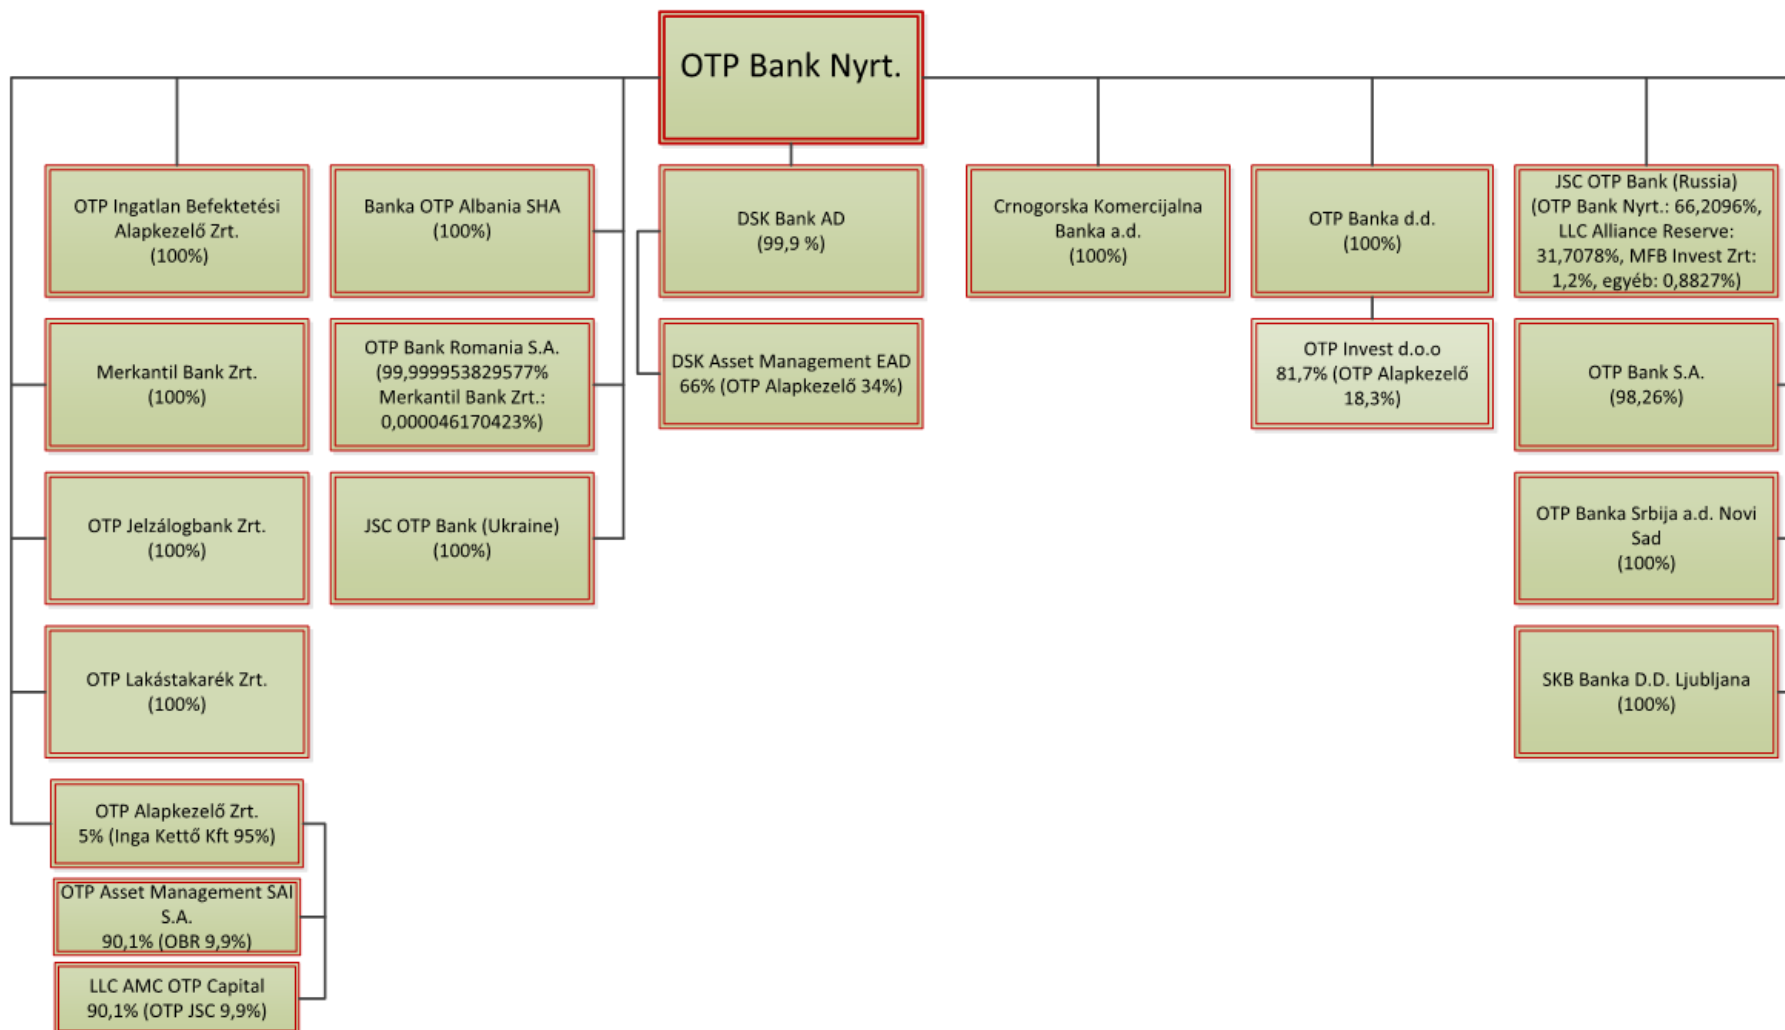 OTP Bank Nyrt.
OTP Ingatlan Befektetési
Alapkezelő Zrt.
(100%)
Banka OTP Albania SHA
(100%)
DSK Bank AD
(99,9 %)
Crnogorska Komercijalna
Banka a.d.
(100%)
OTP Banka d.d.
(100%)
JSC OTP Bank (Russia)
(OTP Bank Nyrt.: 66,2096%,
LLC Alliance Reserve:
31,7078%, MFB Invest Zrt:
1,2%, egyéb: 0,8827%)
Merkantil Bank Zrt.
(100%)
OTP Bank Romania S.A.
(99,999953829577%
Merkantil Bank Zrt.:
0,000046170423%)
DSK Asset Management EAD
66% (OTP Alapkezelő 34%)
OTP Invest d.o.o
81,7% (OTP Alapkezelő
18,3%)
OTP Bank S.A.
(98,26%)
OTP Jelzálogbank Zrt.
(100%)
JSC OTP Bank (Ukraine)
(100%)
OTP Banka Srbija a.d. Novi
Sad
(100%)
OTP Lakástakarék Zrt.
(100%)
SKB Banka D.D. Ljubljana
(100%)
OTP Alapkezelő Zrt.
5% (Inga Kettő Kft 95%)
OTP Asset Management SAI
S.A.
90,1% (OBR 9,9%)
LLC AMC OTP Capital
90,1% (OTP JSC 9,9%)